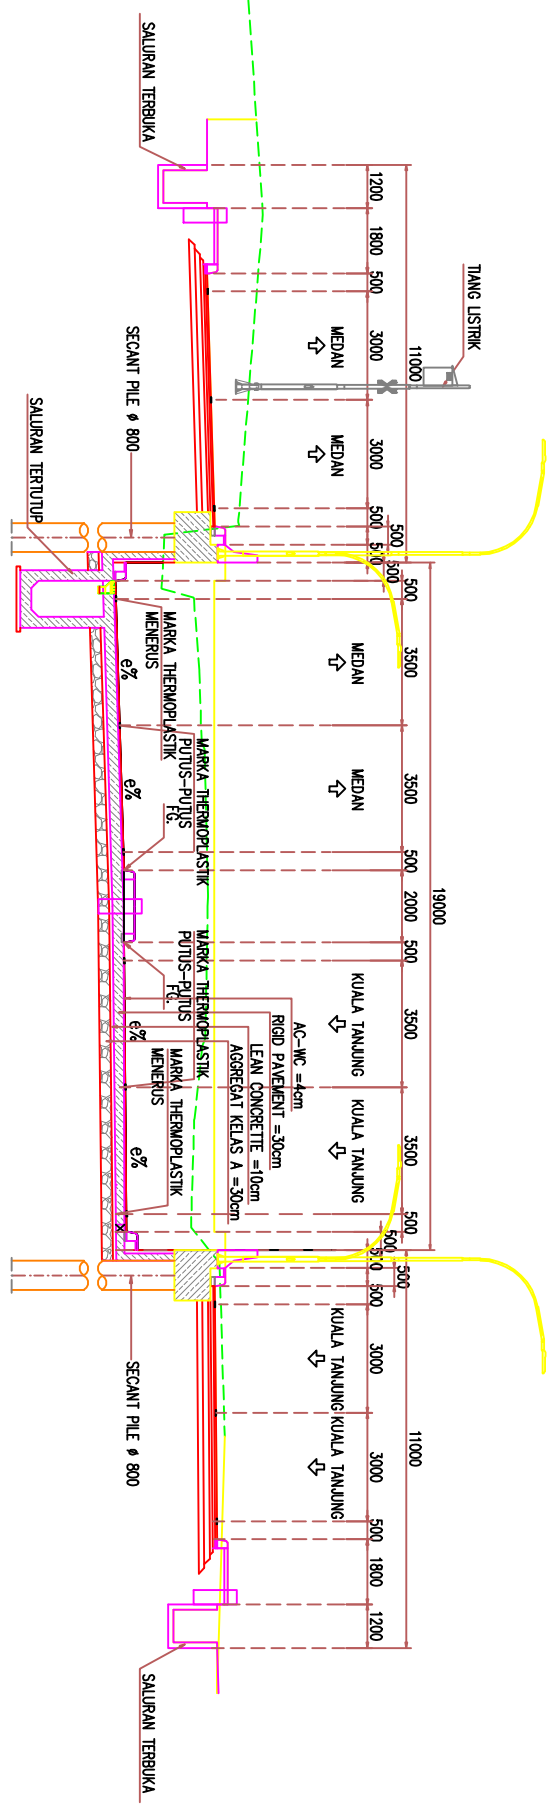 SALURAN TERBUKA
TIANG LISTRIK
11000
1200
1800
500
3000
3000
500
500
500
500
MEDAN
MEDAN
SECANT PILE ø 800
SALURAN TERTUTUP
19000
500
3500
3500
500
2000
500
3500
3500
500
MEDAN
MEDAN
KUALA TANJUNG
KUALA TANJUNG
MARKA THERMOPLASTIK
MENERUS
MARKA THERMOPLASTIK
PUTUS-PUTUS
FG.
e%
e%
MARKA THERMOPLASTIK
PUTUS-PUTUS
FG.
AC-WC =4cm
RIGID PAVEMENT =30cm
LEAN CONCRETTE =10cm
AGGREGAT KELAS A =30cm
MARKA THERMOPLASTIK
MENERUS
e%
e%
11000
500
500
500
3000
3000
500
1800
1200
KUALA TANJUNG
KUALA TANJUNG
SECANT PILE ø 800
SALURAN TERBUKA